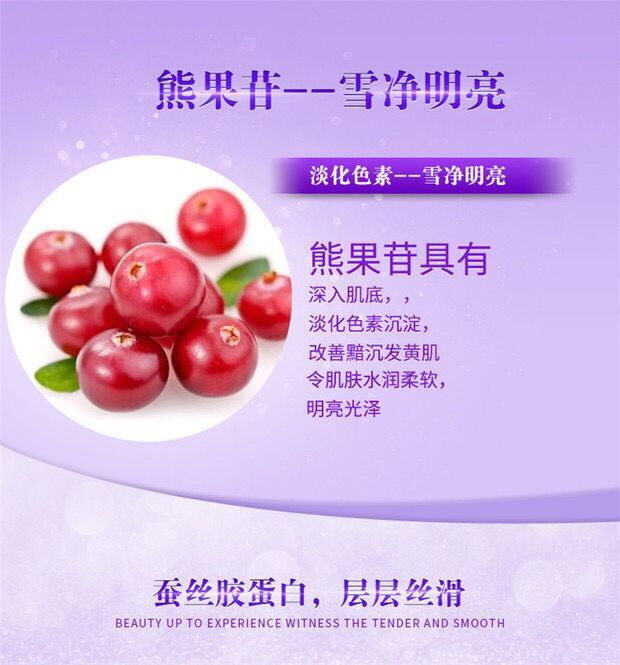 熊果苷--雪净明亮
淡化色素--雪净明亮
熊果苷具有
深入肌底，，
淡化色素沉淀，
改善黯沉发黄肌
令肌肤水润柔软，
明亮光泽
蚕丝胶蛋白，层层丝滑
BEAUTY UP TO EXPERIENCE WITNESS THE TENDER AND SMOOTH